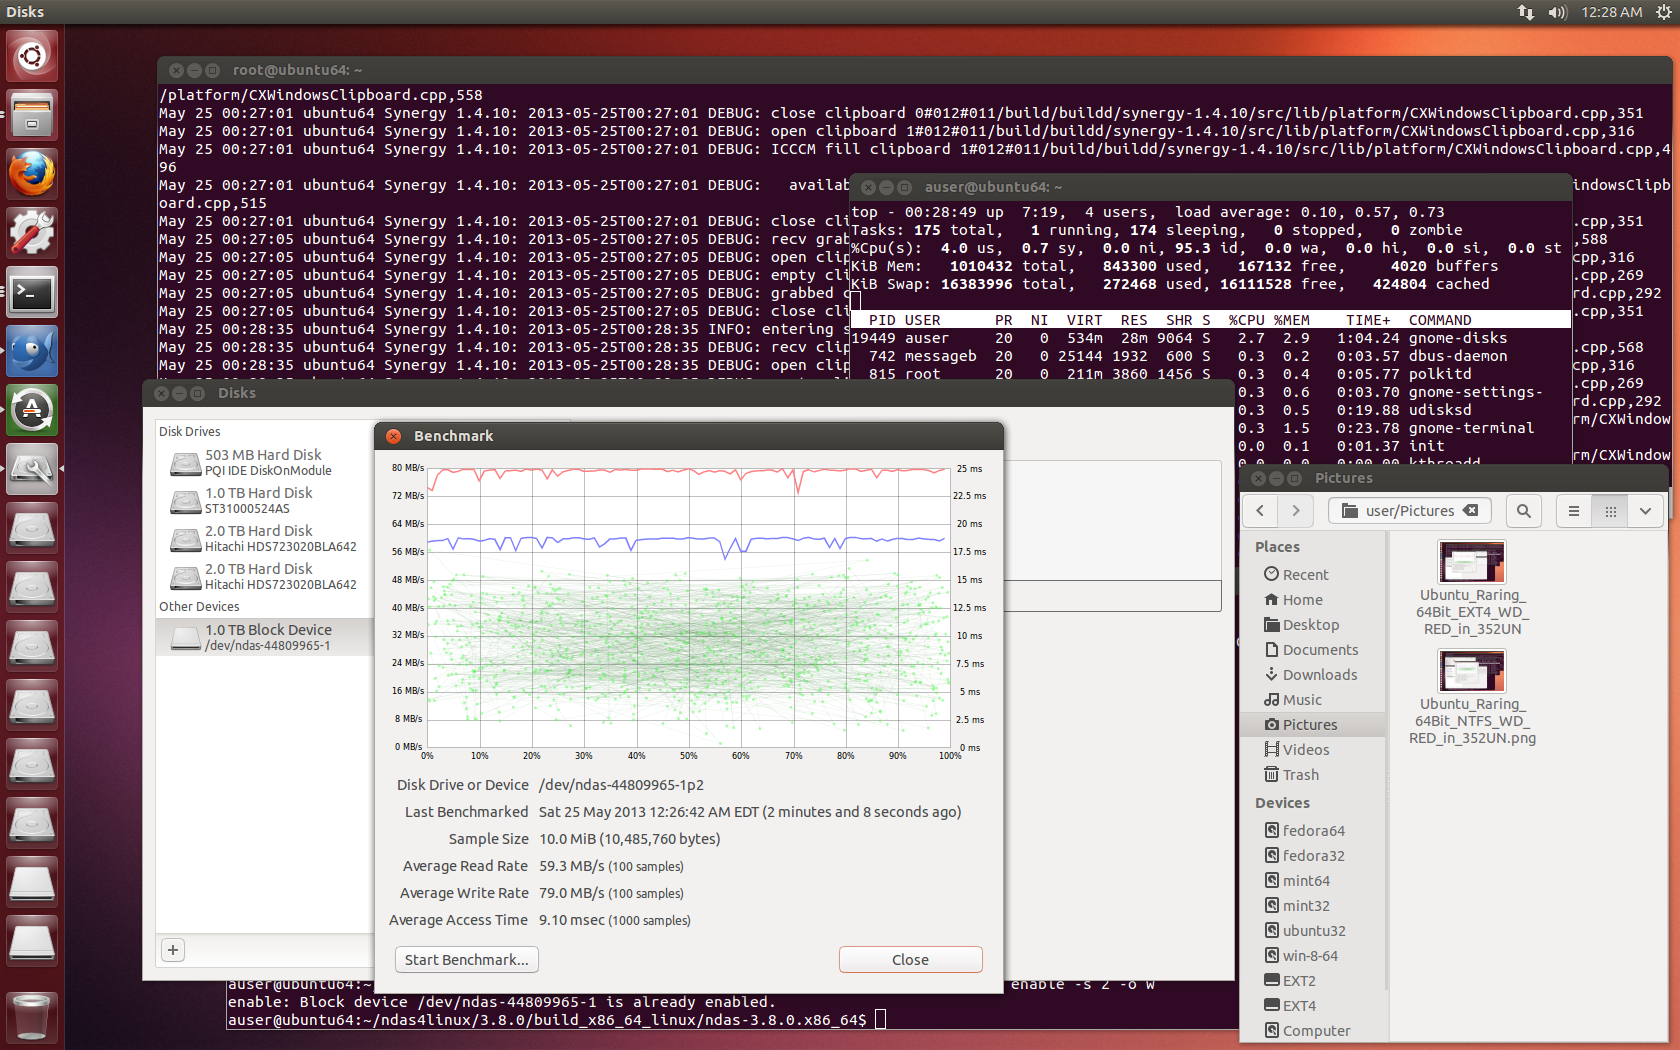 Disks
12:28 AM
root@ubuntu64: ~
/platform/CXWindowsClipboard.cpp,558
May 25 00:27:01 ubuntu64 Synergy 1.4.10: 2013-05-25T00:27:01 DEBUG: close clipboard 0#012#011/build/buildd/synergy-1.4.10/src/lib/platform/CXWindowsClipboard.cpp,351
May 25 00:27:01 ubuntu64 Synergy 1.4.10: 2013-05-25T00:27:01 DEBUG: open clipboard 1#012#011/build/buildd/synergy-1.4.10/src/lib/platform/CXWindowsClipboard.cpp,316
May 25 00:27:01 ubuntu64 Synergy 1.4.10: 2013-05-25T00:27:01 DEBUG: ICCCM fill clipboard 1#012#011/build/buildd/synergy-1.4.10/src/lib/platform/CXWindowsClipboard.cpp,4
96
May 25 00:27:01 ubuntu64 Synergy 1.4.10: 2013-05-25T00:27:01 DEBUG:   availab
indowsClipb
oard.cpp,515
May 25 00:27:01 ubuntu64 Synergy 1.4.10: 2013-05-25T00:27:01 DEBUG: close cli
.cpp,351
May 25 00:27:05 ubuntu64 Synergy 1.4.10: 2013-05-25T00:27:05 DEBUG: recv grab
,588
May 25 00:27:05 ubuntu64 Synergy 1.4.10: 2013-05-25T00:27:05 DEBUG: open clip
cpp,316
May 25 00:27:05 ubuntu64 Synergy 1.4.10: 2013-05-25T00:27:05 DEBUG: empty cli
.cpp,269
May 25 00:27:05 ubuntu64 Synergy 1.4.10: 2013-05-25T00:27:05 DEBUG: grabbed c
rd.cpp,292
May 25 00:27:05 ubuntu64 Synergy 1.4.10: 2013-05-25T00:27:05 DEBUG: close cli
.cpp,351
May 25 00:28:35 ubuntu64 Synergy 1.4.10: 2013-05-25T00:28:35 INFO: entering s
May 25 00:28:35 ubuntu64 Synergy 1.4.10: 2013-05-25T00:28:35 DEBUG: recv clip
cpp,568
May 25 00:28:35 ubuntu64 Synergy 1.4.10: 2013-05-25T00:28:35 DEBUG: open clip
cpp,316
.cpp,269
rd.cpp,292
rm/CXWindow
rm/CXWindow
auser@ubuntu64: ~
top - 00:28:49 up  7:19,  4 users,  load average: 0.10, 0.57, 0.73
Tasks: 175 total,   1 running, 174 sleeping,   0 stopped,   0 zombie
%Cpu(s):  4.0 us,  0.7 sy,  0.0 ni, 95.3 id,  0.0 wa,  0.0 hi,  0.0 si,  0.0 st
KiB Mem:   1010432 total,   843300 used,   167132 free,     4020 buffers
KiB Swap: 16383996 total,   272468 used, 16111528 free,   424804 cached
PID USER      PR  NI  VIRT  RES  SHR S  %CPU %MEM    TIME+  COMMAND
19449 auser     20   0  534m  28m 9064 S   2.7  2.9   1:04.24 gnome-disks
742 messageb  20   0 25144 1932  600 S   0.3  0.2   0:03.57 dbus-daemon
815 root      20   0  211m 3860 1456 S   0.3  0.4   0:05.77 polkitd
0.3  0.6   0:03.70 gnome-settings-
0.3  0.5   0:19.88 udisksd
0.3  1.5   0:23.78 gnome-terminal
0.0  0.1   0:01.37 init
Disks
Disk Drives
503 MB Hard Disk
PQI IDE DiskOnModule
1.0 TB Hard Disk
ST31000524AS
2.0 TB Hard Disk
Hitachi HDS723020BLA642
2.0 TB Hard Disk
Hitachi HDS723020BLA642
Other Devices
1.0 TB Block Device
/dev/ndas-44809965-1
Benchmark
80 MB/s
25 ms
72 MB/s
22.5 ms
64 MB/s
20 ms
56 MB/s
17.5 ms
48 MB/s
15 ms
40 MB/s
12.5 ms
32 MB/s
10 ms
24 MB/s
7.5 ms
16 MB/s
5 ms
8 MB/s
2.5 ms
0 MB/s
0 ms
0% 10% 20% 30% 40% 50% 60% 70% 80% 90% 100%
Disk Drive or Device /dev/ndas-44809965-1p2
Last Benchmarked Sat 25 May 2013 12:26:42 AM EDT (2 minutes and 8 seconds ago)
Sample Size 10.0 MiB (10,485,760 bytes)
Average Read Rate 59.3 MB/s (100 samples)
Average Write Rate 79.0 MB/s (100 samples)
Average Access Time 9.10 msec (1000 samples)
Start Benchmark...
Close
Pictures
user/Pictures
Places
Recent
Home
Desktop
Documents
Downloads
Music
Pictures
Videos
Trash
Devices
fedora64
fedora32
mint64
mint32
ubuntu32
win-8-64
EXT2
EXT4
Computer
Ubuntu_Raring_
64Bit_EXT4_WD_
RED_in_352UN
Ubuntu_Raring_
64Bit_NTFS_WD_
RED_in_352UN.png
auser@ubuntu64:~
enable -s 2 -o w
enable: Block device /dev/ndas-44809965-1 is already enabled.
auser@ubuntu64:~/ndas4linux/3.8.0/build_x86_64_linux/ndas-3.8.0.x86_64$